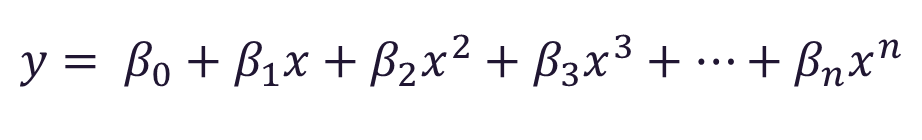 y = β₀ + β₁x + β₂x² + β₃x³ + ⋯ + βₙxⁿ